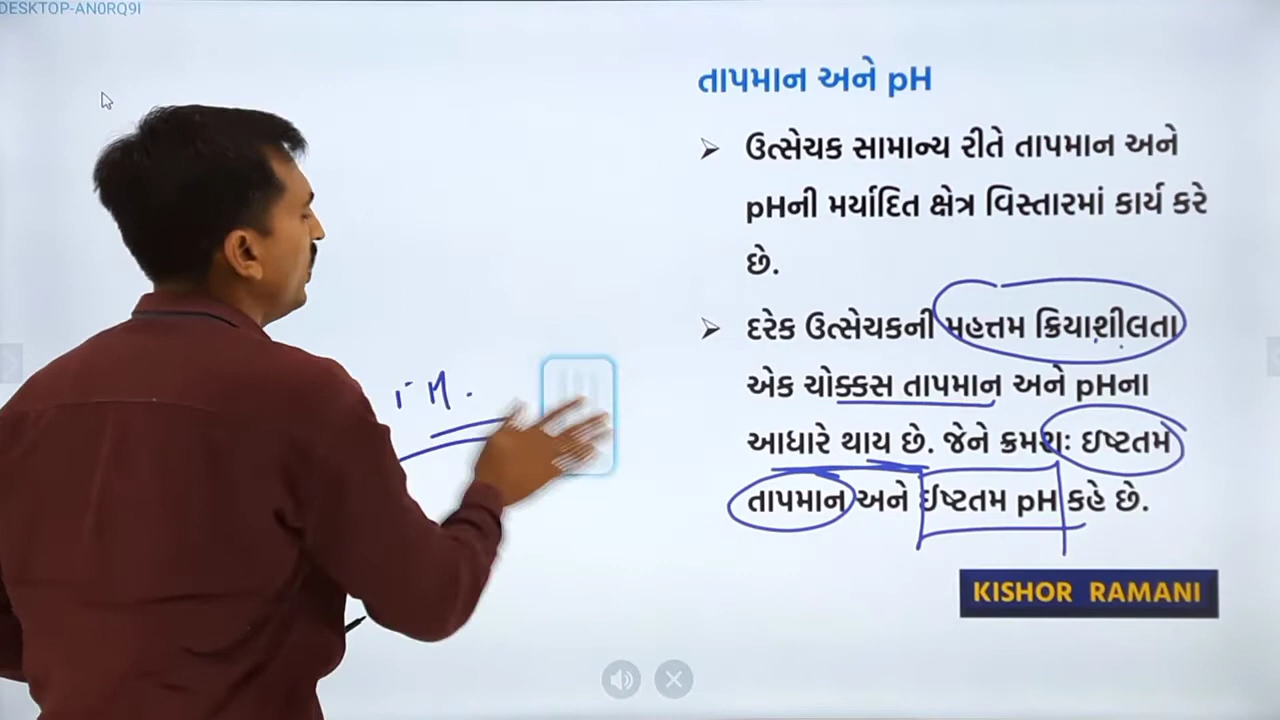 DESKTOP-AN0RQ9I
તાપમાન અને pH
➤ ઉત્સેચક સામાન્ય રીતે તાપમાન અને
pHની મર્યાદિત ક્ષેત્ર વિસ્તારમાં કાર્ય કરે
છે.
➤ દરેક ઉત્સેચકની મહત્તમ ક્રિયાશીલતા
એક ચોક્કસ તાપમાન અને pHના
આધારે થાય છે. જેને ક્રમશઃ ઇષ્ટતમ
તાપમાન અને ઈષ્ટતમ pH કહે છે.
KISHOR RAMANI